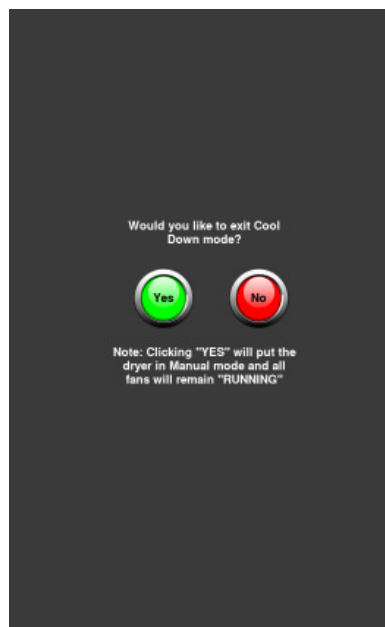 Would you like to exit Cool
Down mode?
Yes
No
Note: Clicking "YES" will put the
dryer in Manual mode and all
fans will remain "RUNNING"